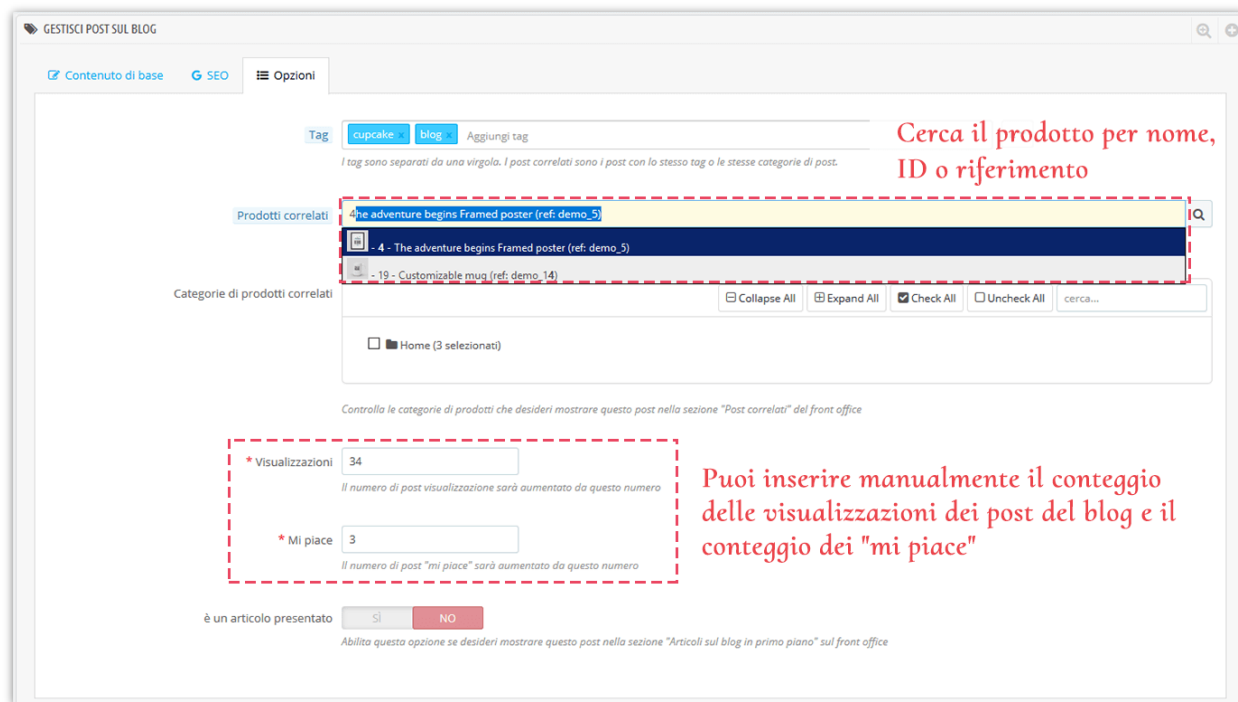 GESTISCI POST SUL BLOG
Contenuto di base
SEO
Opzioni
Tag
cupcake x
blog x
Aggiungi tag
I tag sono separati da una virgola. I post correlati sono i post con lo stesso tag o le stesse categorie di post.
Cerca il prodotto per nome,
ID o riferimento
Prodotti correlati
4he adventure begins Framed poster (ref: demo_5)
- 4 - The adventure begins Framed poster (ref: demo_5)
- 19 - Customizable mug (ref: demo_14)
Categorie di prodotti correlati
Collapse All
Expand All
Check All
Uncheck All
cerca...
Home (3 selezionati)
Controlla le categorie di prodotti che desideri mostrare questo post nella sezione "Post correlati" del front office
* Visualizzazioni
34
Il numero di post visualizzazione sarà aumentato da questo numero
* Mi piace
3
Il numero di post "mi piace" sarà aumentato da questo numero
Puoi inserire manualmente il conteggio
delle visualizzazioni dei post del blog e il
conteggio dei "mi piace"
è un articolo presentato
SÌ
NO
Abilita questa opzione se desideri mostrare questo post nella sezione "Articoli sul blog in primo piano" sul front office